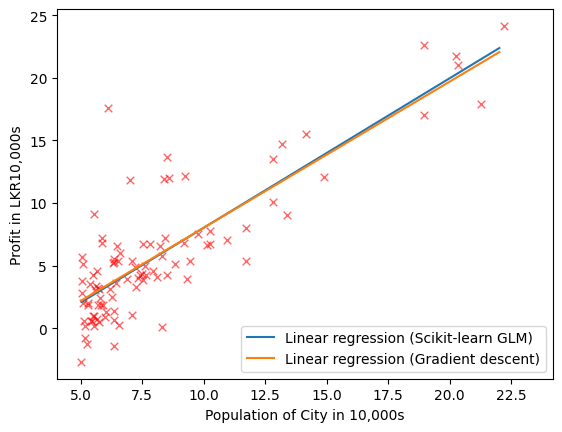 25
20
15
10
5
0
Profit in LKR10,000s
5.0 7.5 10.0 12.5 15.0 17.5 20.0 22.5
Population of City in 10,000s
Linear regression (Scikit-learn GLM)
Linear regression (Gradient descent)